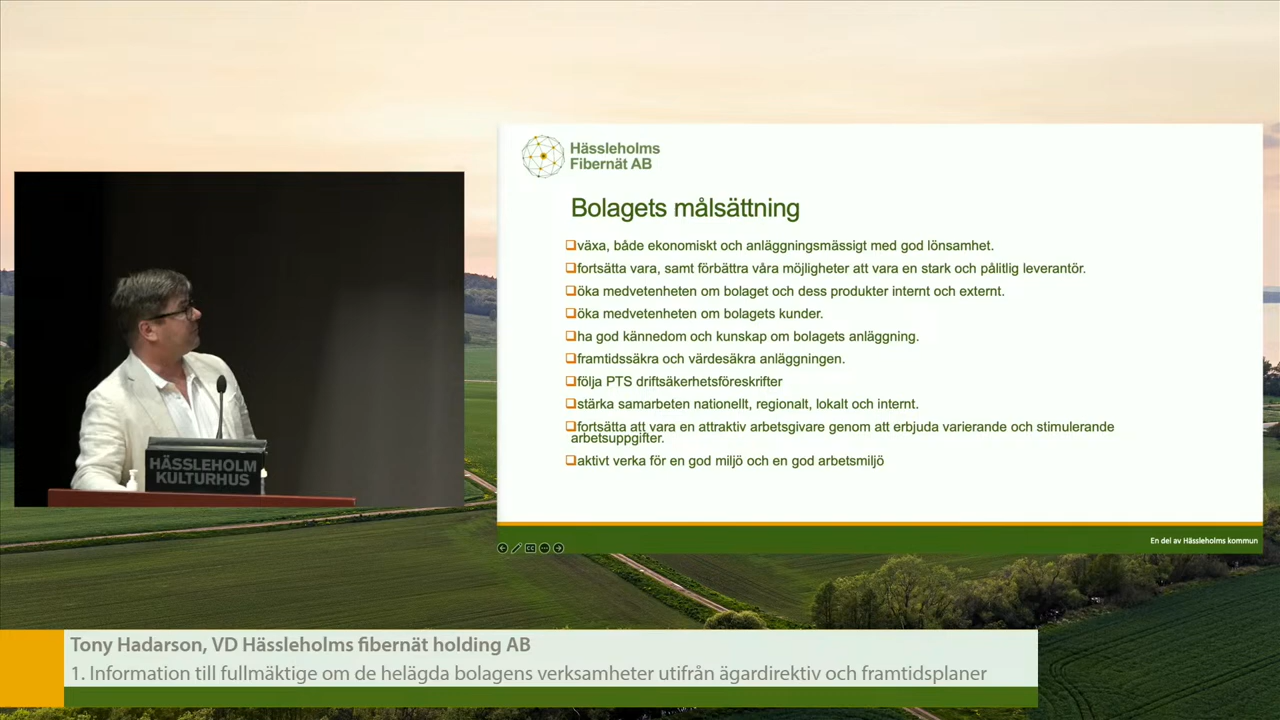 Hässleholms
Fibernät AB
Bolagets målsättning
växa, både ekonomiskt och anläggningsmässigt med god lönsamhet.
fortsätta vara, samt förbättra våra möjligheter att vara en stark och pålitlig leverantör.
öka medvetenheten om bolaget och dess produkter internt och externt.
öka medvetenheten om bolagets kunder.
ha god kännedom och kunskap om bolagets anläggning.
framtidssäkra och värdesäkra anläggningen.
följa PTS driftsäkerhetsföreskrifter
stärka samarbeten nationellt, regionalt, lokalt och internt.
fortsätta att vara en attraktiv arbetsgivare genom att erbjuda varierande och stimulerande
arbetsuppgifter.
aktivt verka för en god miljö och en god arbetsmiljö
HÄSSLEHOLM
KULTURHUS
En del av Hässleholms kommun
Tony Hadarson, VD Hässleholms fibernät holding AB
1. Information till fullmäktige om de helägda bolagens verksamheter utifrån ägardirektiv och framtidsplaner